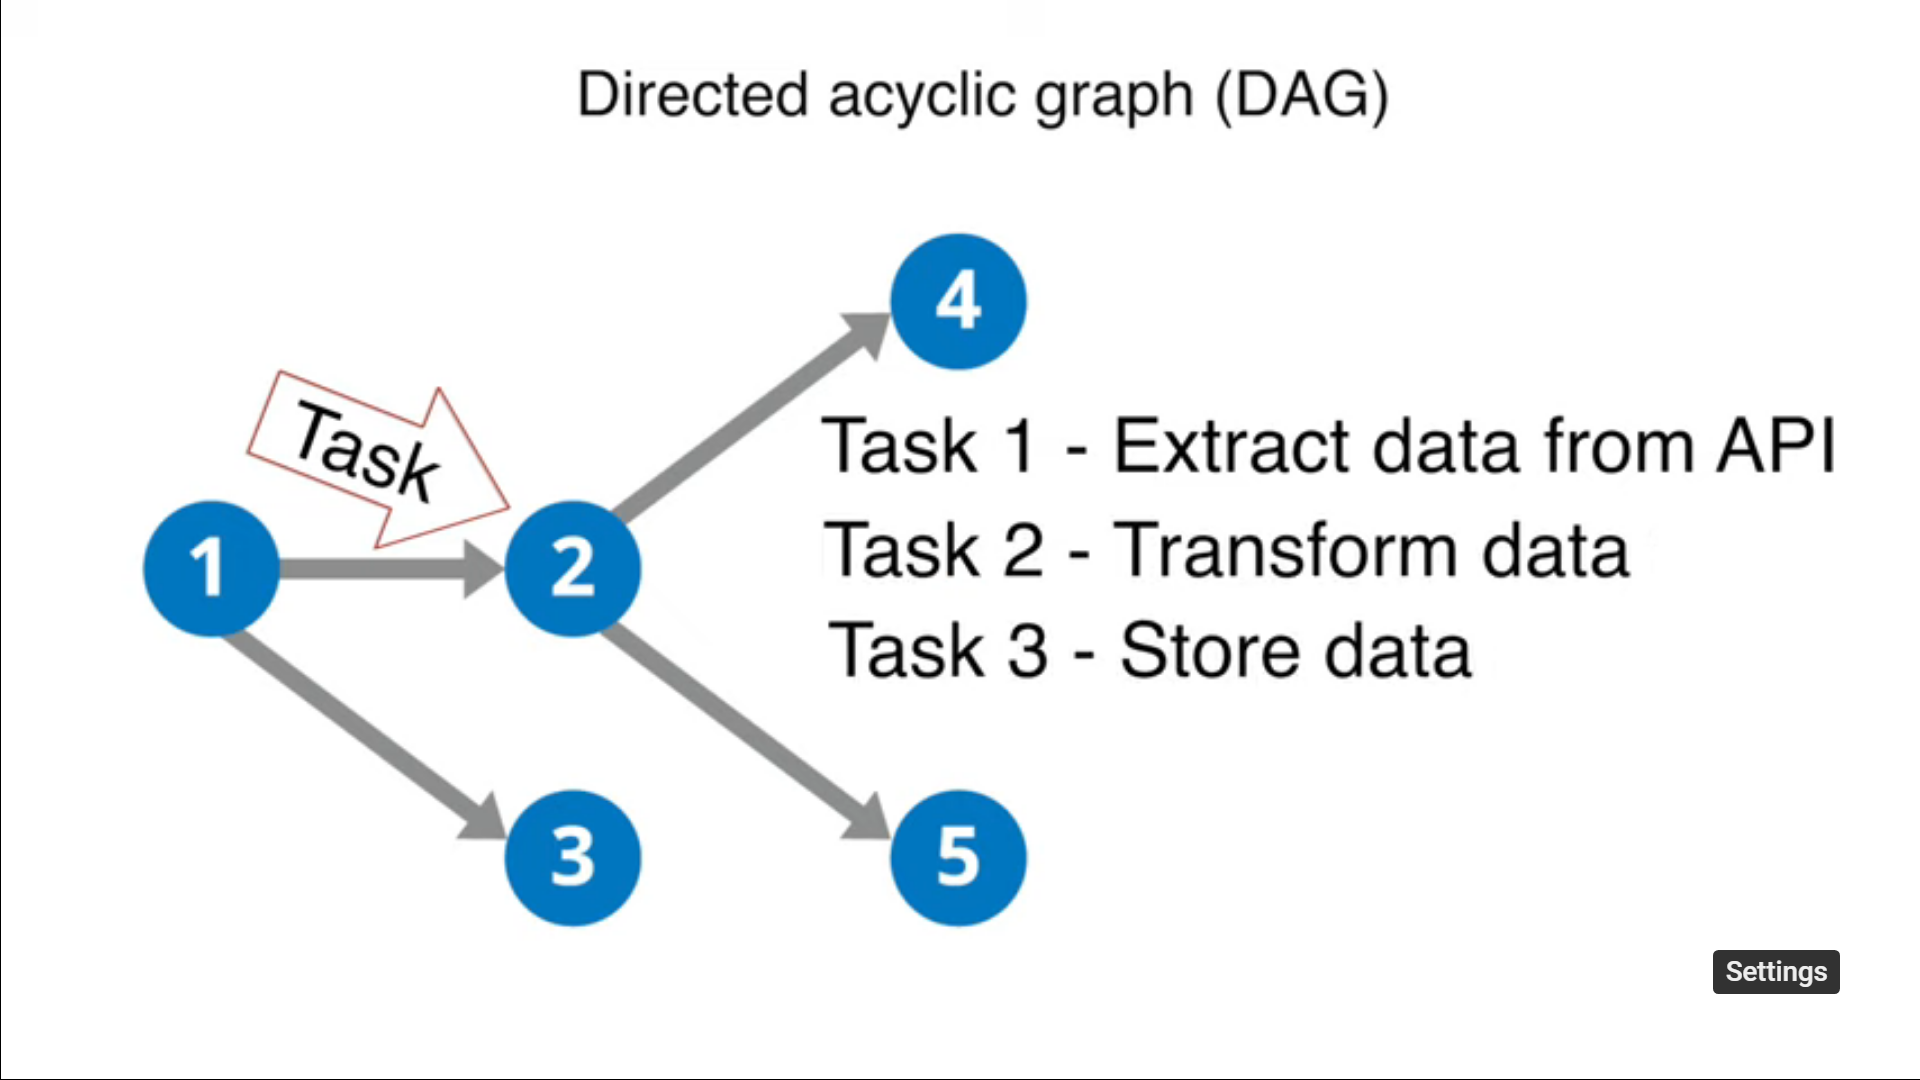 Directed acyclic graph (DAG)
4
Task
Task 1 - Extract data from API
1
2
Task 2 - Transform data
Task 3 - Store data
3
5
Settings